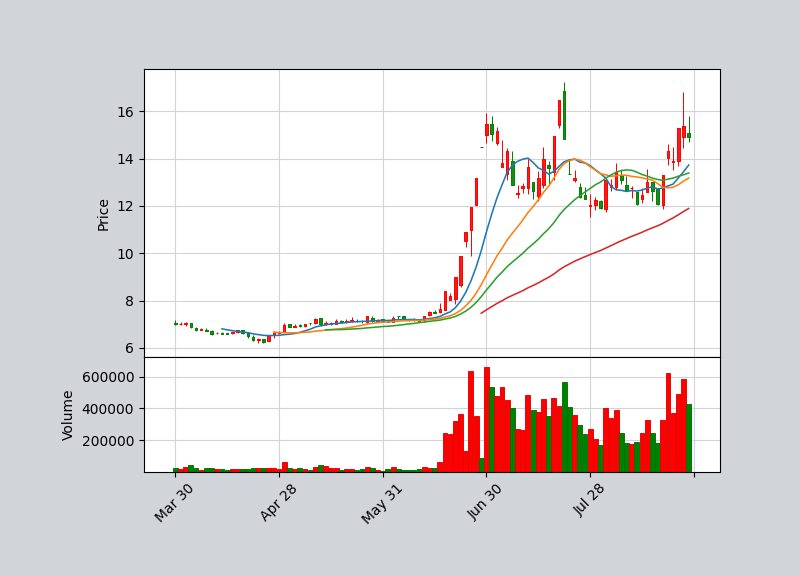 16
14
12
10
8
6
Price
600000
400000
200000
Volume
Mar 30
Apr 28
May 31
Jun 30
Jul 28